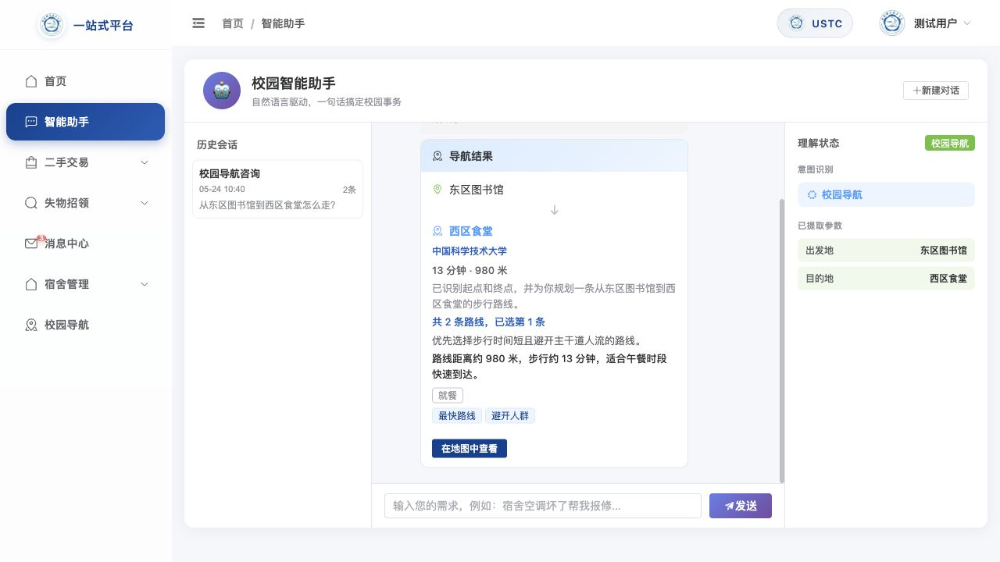 一站式平台
首页 / 智能助手
USTC
测试用户
首页
智能助手
二手交易
失物招领
3
消息中心
宿舍管理
校园导航
校园智能助手
自然语言驱动，一句话搞定校园事务
+新建对话
历史会话
校园导航咨询
05-24 10:40 2条
从东区图书馆到西区食堂怎么走?
导航结果
东区图书馆
西区食堂
中国科学技术大学
13 分钟 · 980 米
已识别起点和终点，并为你规划一条从东区图书馆到西
区食堂的步行路线。
共 2 条路线，已选第 1 条
优先选择步行时间短且避开主干道人流的路线。
路线距离约 980 米，步行约 13 分钟，适合午餐时段
快速到达。
就餐
最快路线 避开人群
在地图中查看
输入您的需求，例如：宿舍空调坏了帮我报修...
发送
理解状态 校园导航
意图识别
校园导航
已提取参数
出发地 东区图书馆
目的地 西区食堂